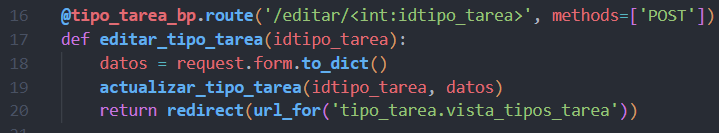 16 @tipo_tarea_bp.route('/editar/<int:idtipo_tarea>', methods=['POST'])
17 def editar_tipo_tarea(idtipo_tarea):
18     datos = request.form.to_dict()
19     actualizar_tipo_tarea(idtipo_tarea, datos)
20     return redirect(url_for('tipo_tarea.vista_tipos_tarea'))